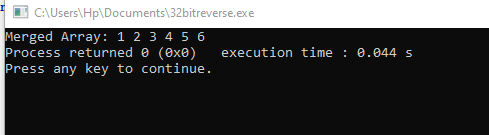 C:\Users\Hp\Documents\32bitreverse.exe
Merged Array: 1 2 3 4 5 6
Process returned 0 (0x0)   execution time : 0.044 s
Press any key to continue.